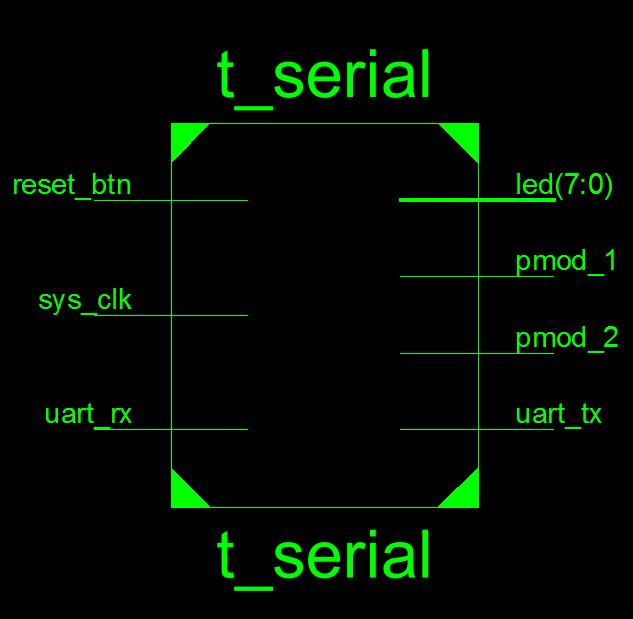 t_serial
reset_btn
led(7:0)
pmod_1
sys_clk
pmod_2
uart_rx
uart_tx
t_serial